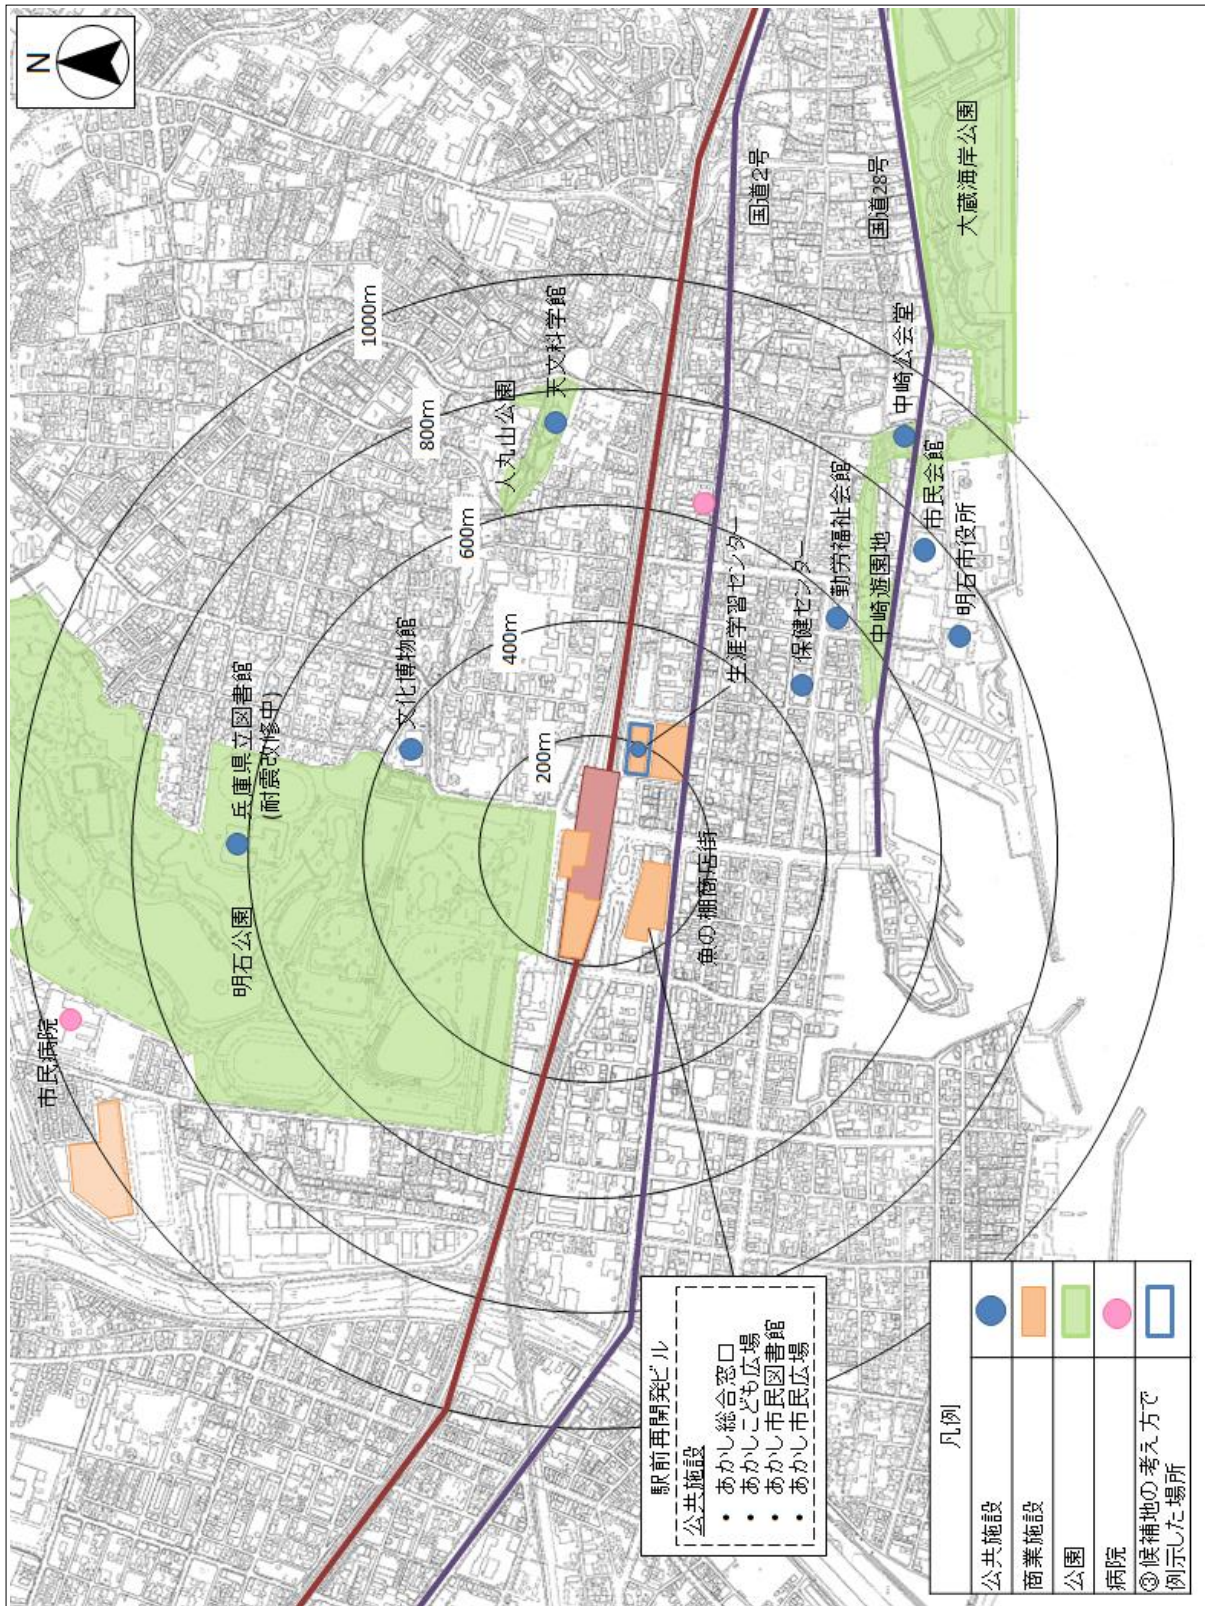 N
1000m
800m
600m
400m
200m
市民病院
明石公園
兵庫県立図書館
(耐震改修中)
文化博物館
人丸山公園
天文科学館
国道2号
国道28号
大蔵海岸公園
生涯学習センター
魚の棚商店街
保健センター
勤労福祉会館
中崎遊園地
中崎公会堂
市民会館
明石市役所
駅前再開発ビル
公共施設
・ あかし総合窓口
・ あかしこども広場
・ あかし市民図書館
・ あかし市民広場
凡例
公共施設
商業施設
公園
病院
③候補地の考え方で
例示した場所